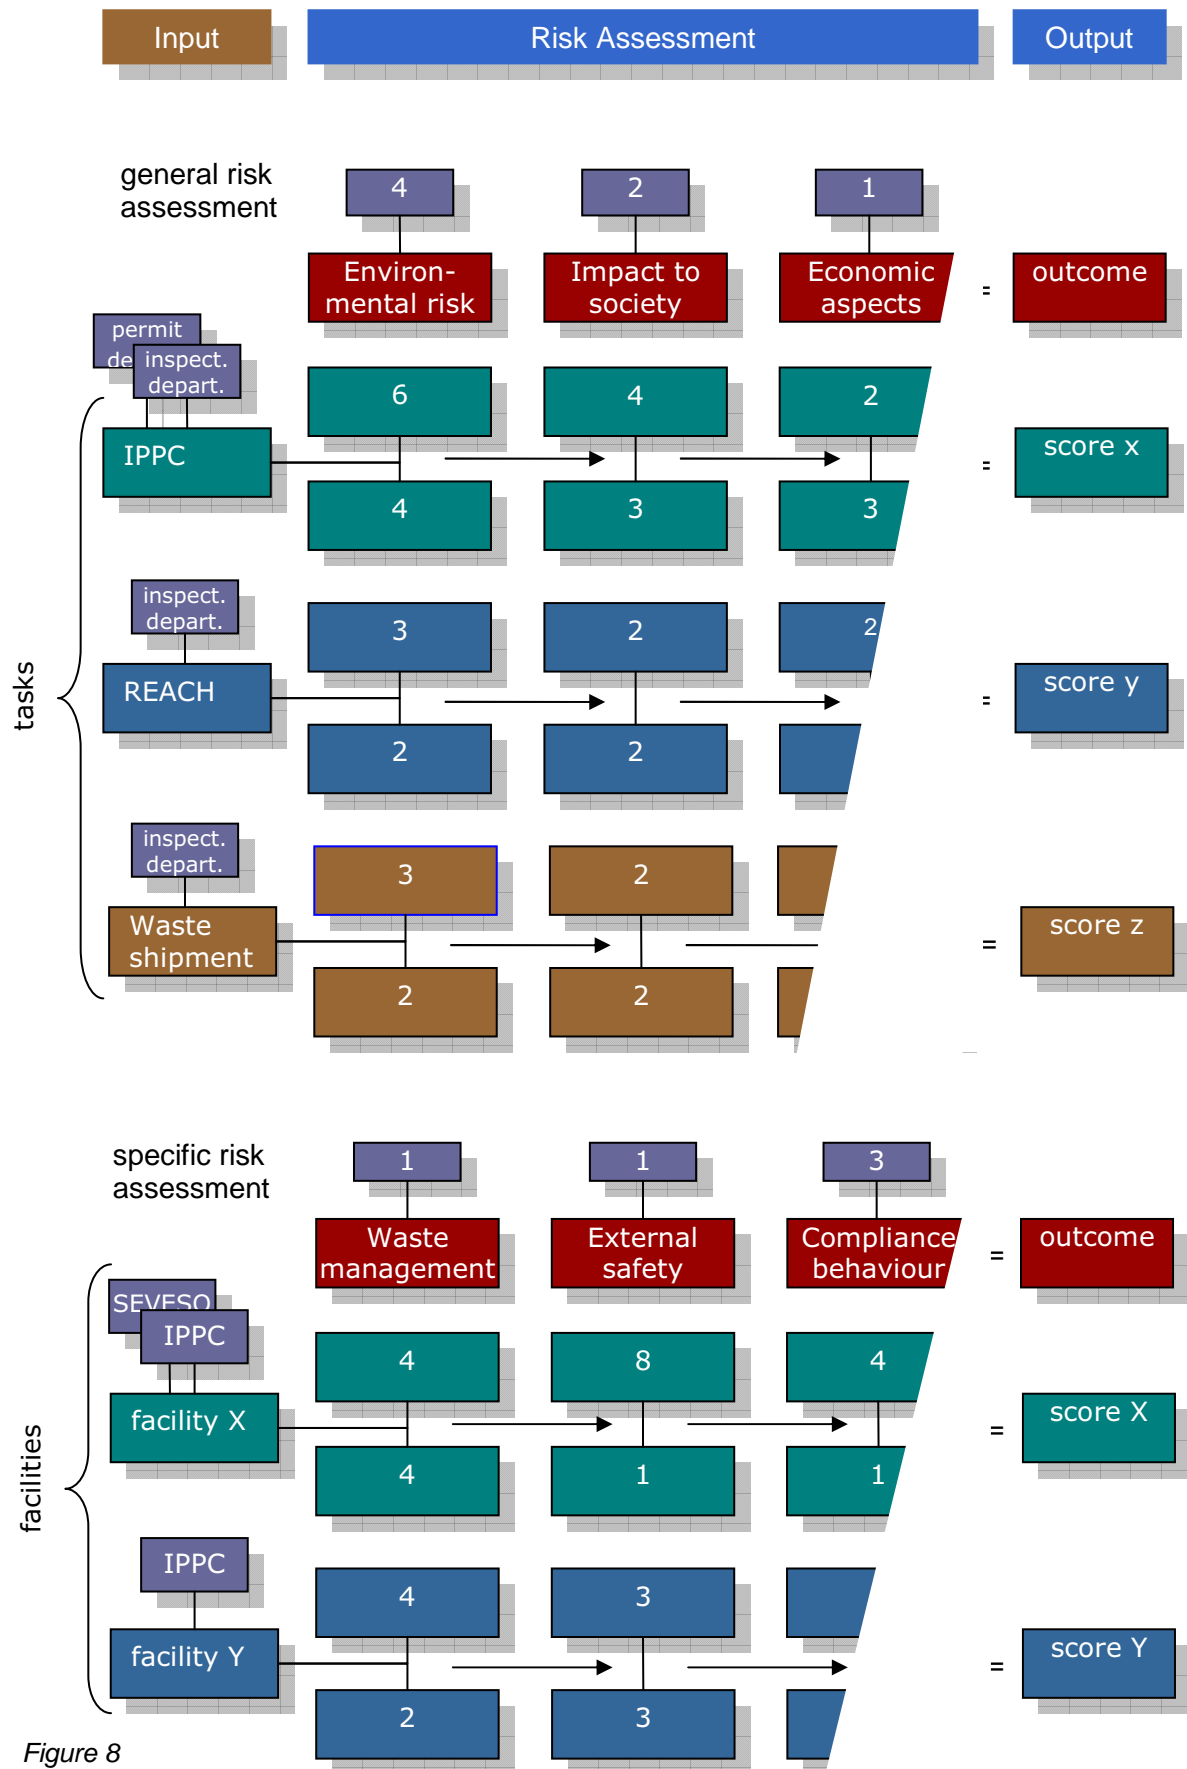 Input
Risk Assessment
Output
general risk
assessment
4
2
1
Environ-
mental risk
Impact to
society
Economic
aspects
=
outcome
permit
de
inspect.
depart.
6
4
2
IPPC
=
score x
4
3
3
inspect.
depart.
3
2
2
tasks
REACH
=
score y
2
2
inspect.
depart.
3
2
Waste
shipment
=
score z
2
2
specific risk
assessment
1
1
3
Waste
management
External
safety
Compliance
behaviour
=
outcome
SEVESO
IPPC
4
8
4
facility X
=
score X
4
1
1
facilities
IPPC
4
3
facility Y
=
score Y
2
3
Figure 8